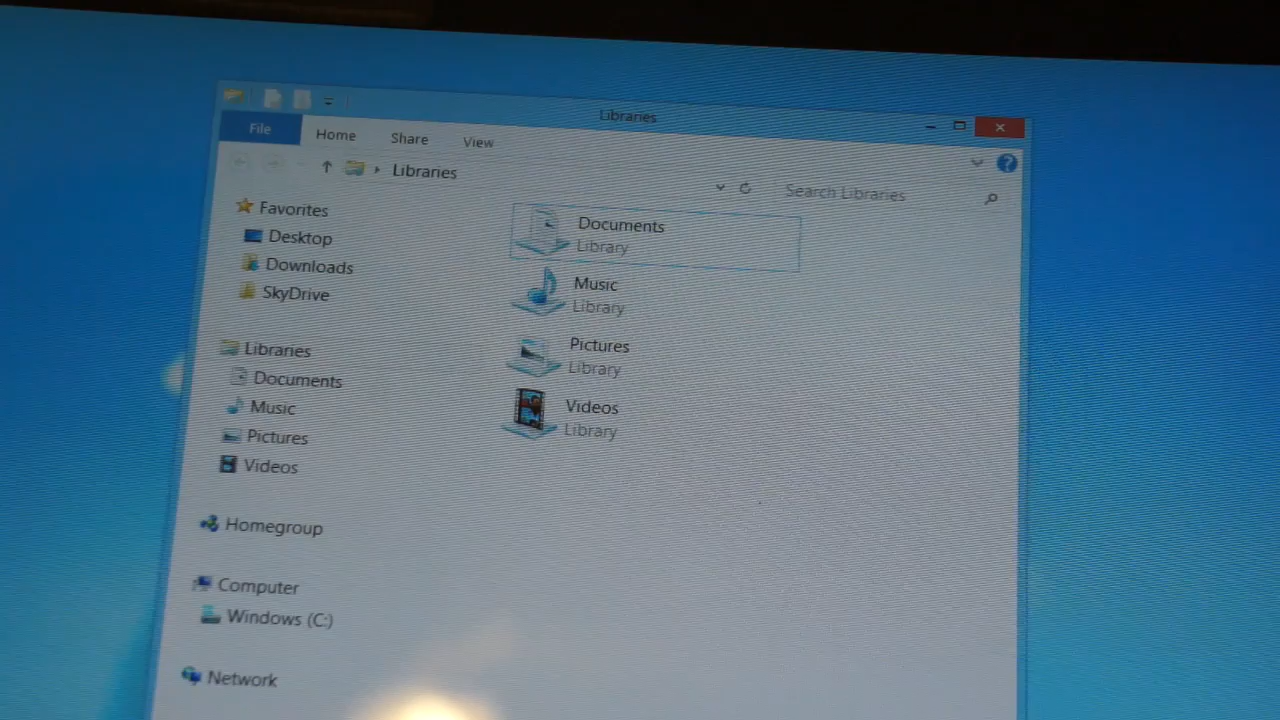 Libraries
File Home Share View
Libraries
Search Libraries
Favorites
Desktop
Downloads
SkyDrive
Libraries
Documents
Music
Pictures
Videos
Homegroup
Computer
Windows (C:)
Network
Documents
Library
Music
Library
Pictures
Library
Videos
Library